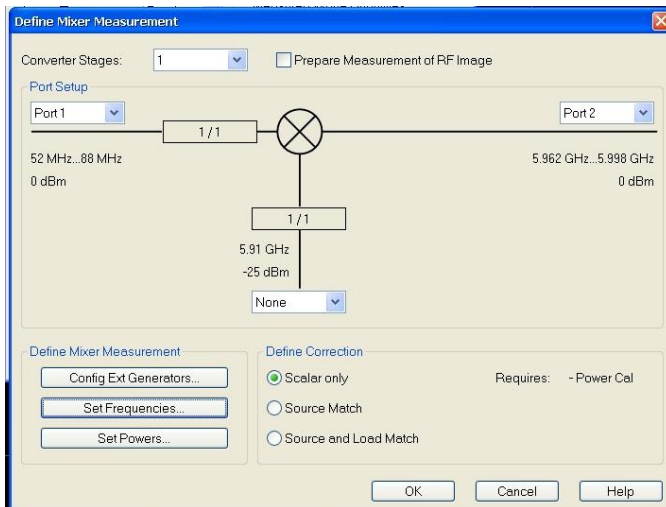 Define Mixer Measurement
Converter Stages: 1 Prepare Measurement of RF Image
Port Setup
Port 1 Port 2
1 / 1
52 MHz...88 MHz 5.962 GHz...5.998 GHz
0 dBm 0 dBm
1 / 1
5.91 GHz
-25 dBm
None
Define Mixer Measurement Define Correction
Config Ext Generators... Scalar only Requires: - Power Cal
Set Frequencies... Source Match
Set Powers... Source and Load Match
OK Cancel Help